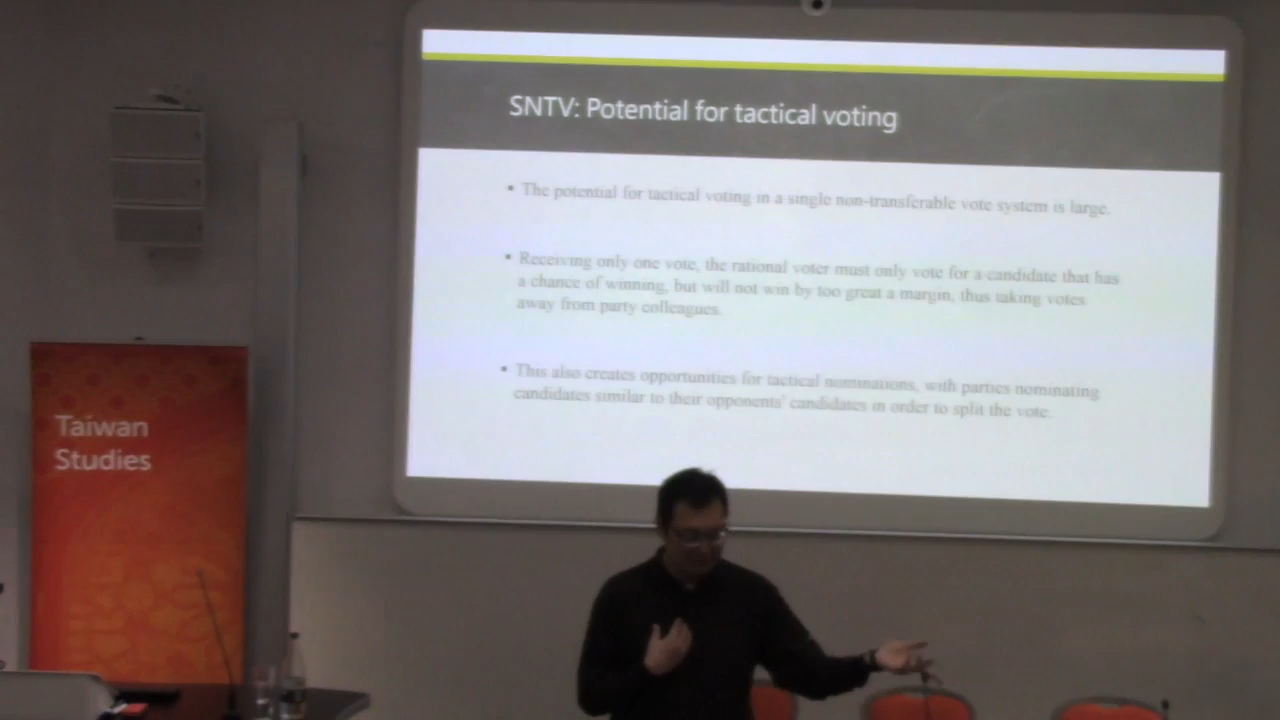 SNTV: Potential for tactical voting
▪ The potential for tactical voting in a single non-transferable vote system is large.
▪ Receiving only one vote, the rational voter must only vote for a candidate that has
a chance of winning, but will not win by too great a margin, thus taking votes
away from party colleagues.
▪ This also creates opportunities for tactical nominations, with parties nominating
candidates similar to their opponents' candidates in order to split the vote.
Taiwan
Studies